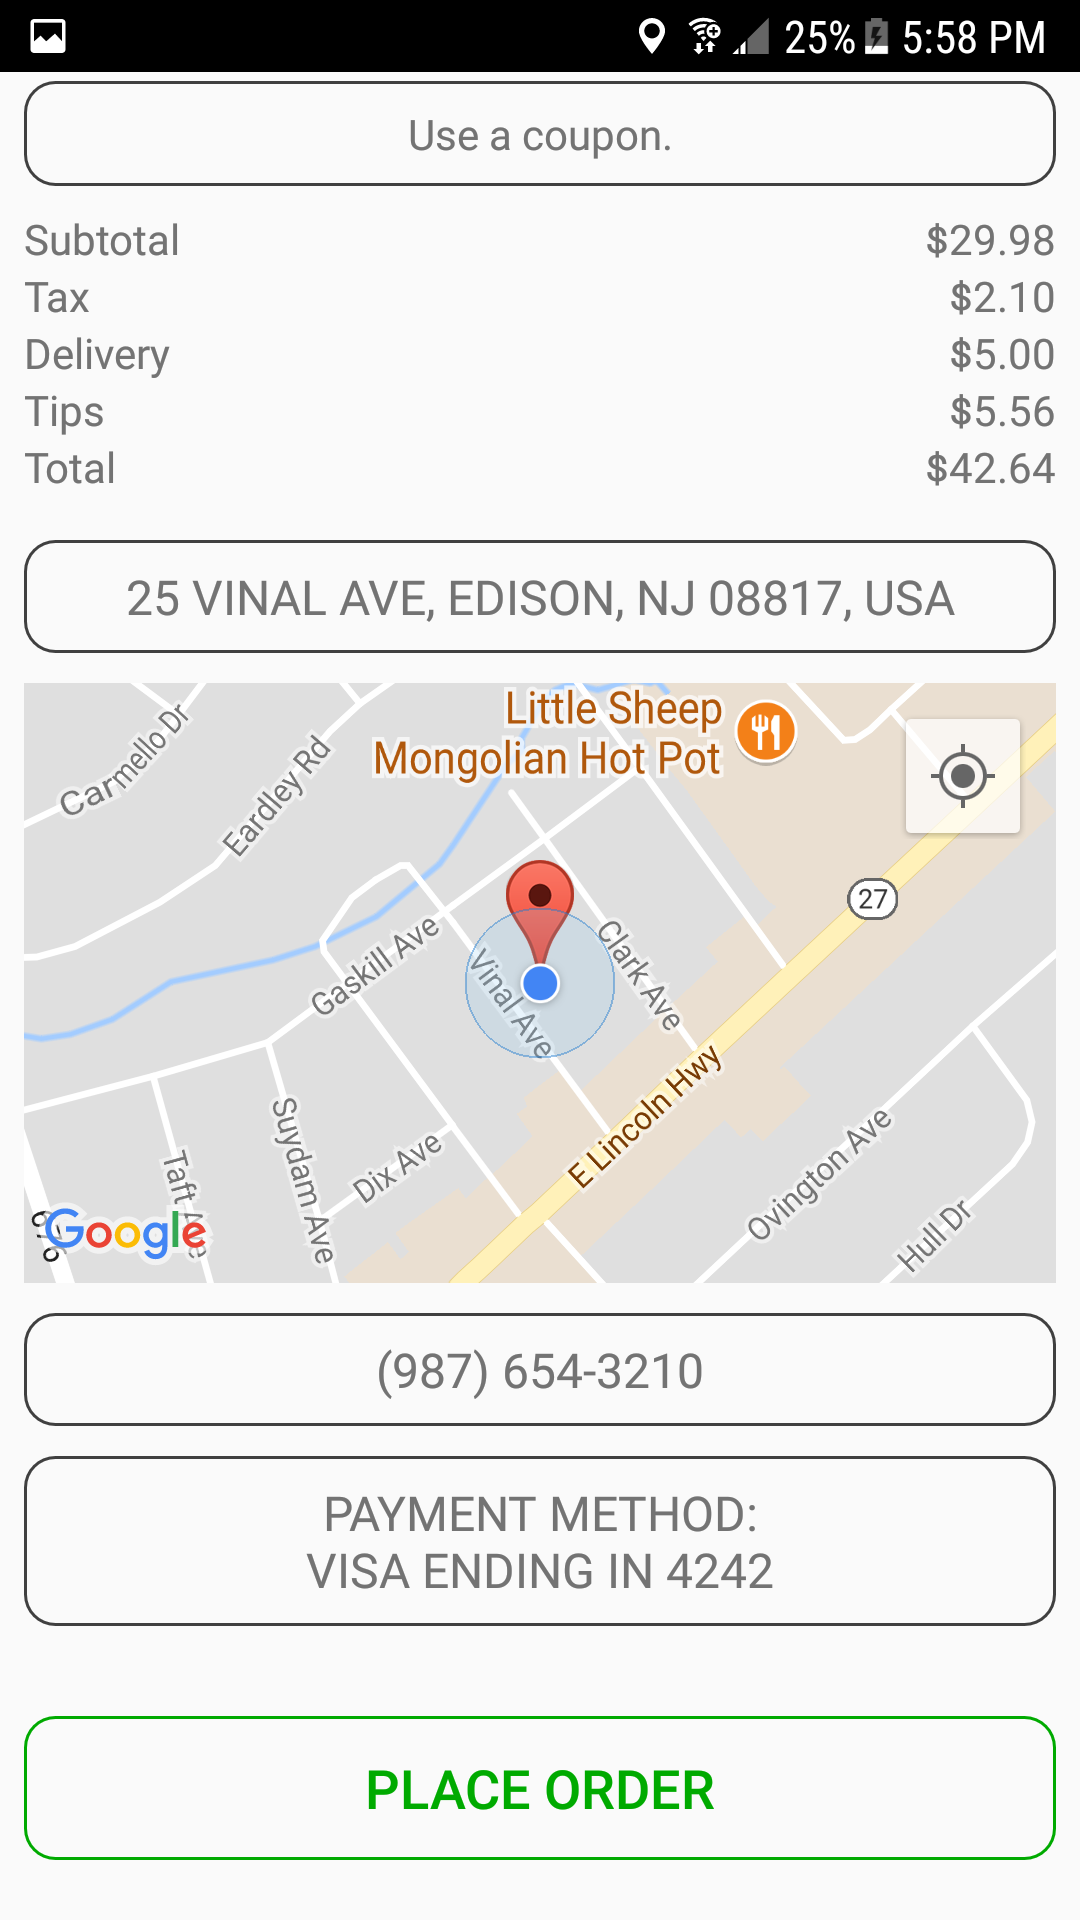 25% 5:58 PM
Use a coupon.
Subtotal $29.98
Tax $2.10
Delivery $5.00
Tips $5.56
Total $42.64
25 VINAL AVE, EDISON, NJ 08817, USA
Little Sheep
Mongolian Hot Pot
Carmello Dr
Eardley Rd
27
Gaskill Ave
Vinal Ave
Clark Ave
E Lincoln Hwy
Suydam Ave
Dix Ave
Taft Ave
Ovington Ave
Hull Dr
Google
(987) 654-3210
PAYMENT METHOD:
VISA ENDING IN 4242
PLACE ORDER